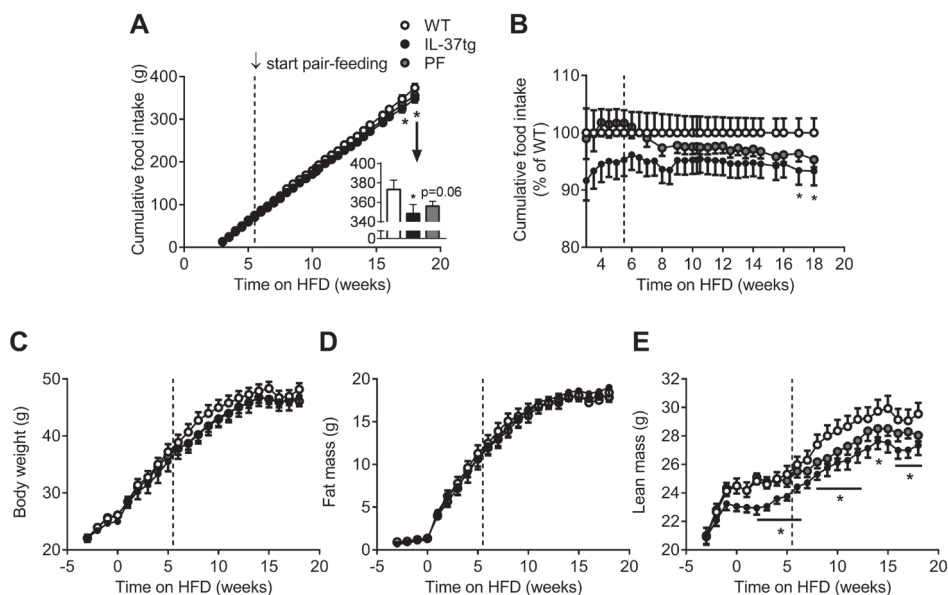 A
↓ start pair-feeding
WT
IL-37tg
PF
Cumulative food intake (g)
400
300
200
100
0
0 5 10 15 20
Time on HFD (weeks)
* *
400
380
360
340
0
*
p=0.06
B
Cumulative food intake
(% of WT)
110
100
90
80
4 6 8 10 12 14 16 18 20
Time on HFD (weeks)
* *
C
Body weight (g)
50
40
30
20
-5 0 5 10 15 20
Time on HFD (weeks)
D
Fat mass (g)
20
15
10
5
0
-5 0 5 10 15 20
Time on HFD (weeks)
E
Lean mass (g)
32
30
28
26
24
22
20
-5 0 5 10 15 20
Time on HFD (weeks)
* * * *